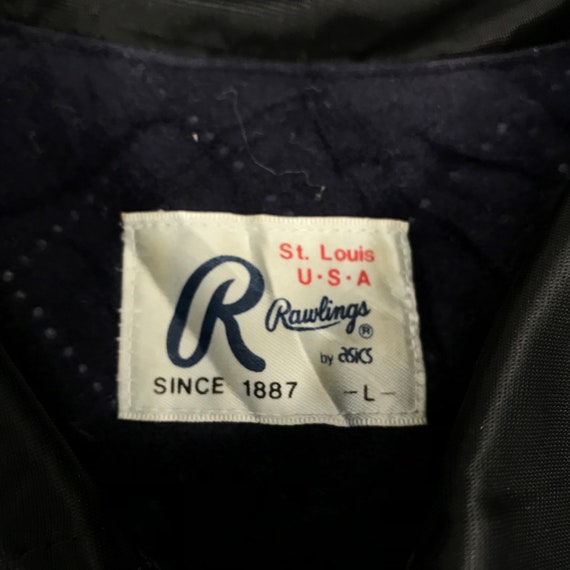 St. Louis
U·S·A
R
Rawlings®
by asics
SINCE 1887 -L-